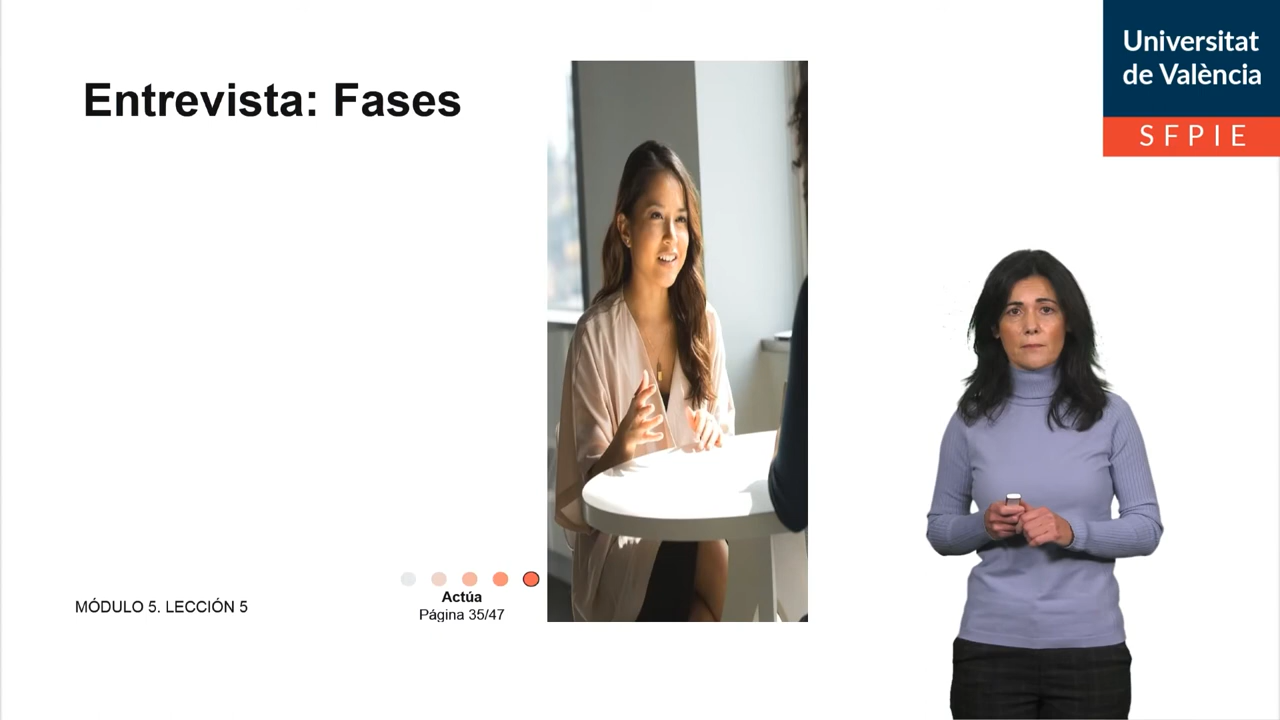 Universitat
de València
SFPIE
Entrevista: Fases
Actúa
MÓDULO 5. LECCIÓN 5
Página 35/47